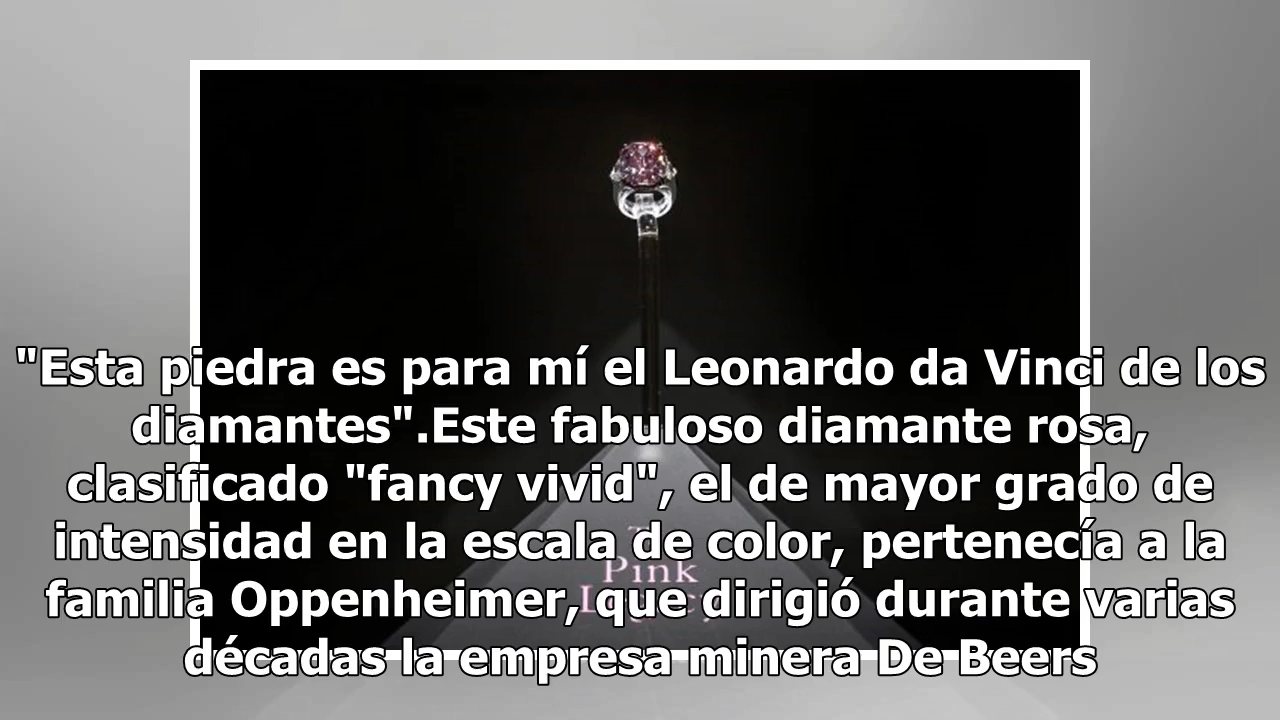 "Esta piedra es para mí el Leonardo da Vinci de los
diamantes".Este fabuloso diamante rosa,
clasificado "fancy vivid", el de mayor grado de
intensidad en la escala de color, pertenecía a la
familia Oppenheimer, que dirigió durante varias
décadas la empresa minera De Beers
Pink